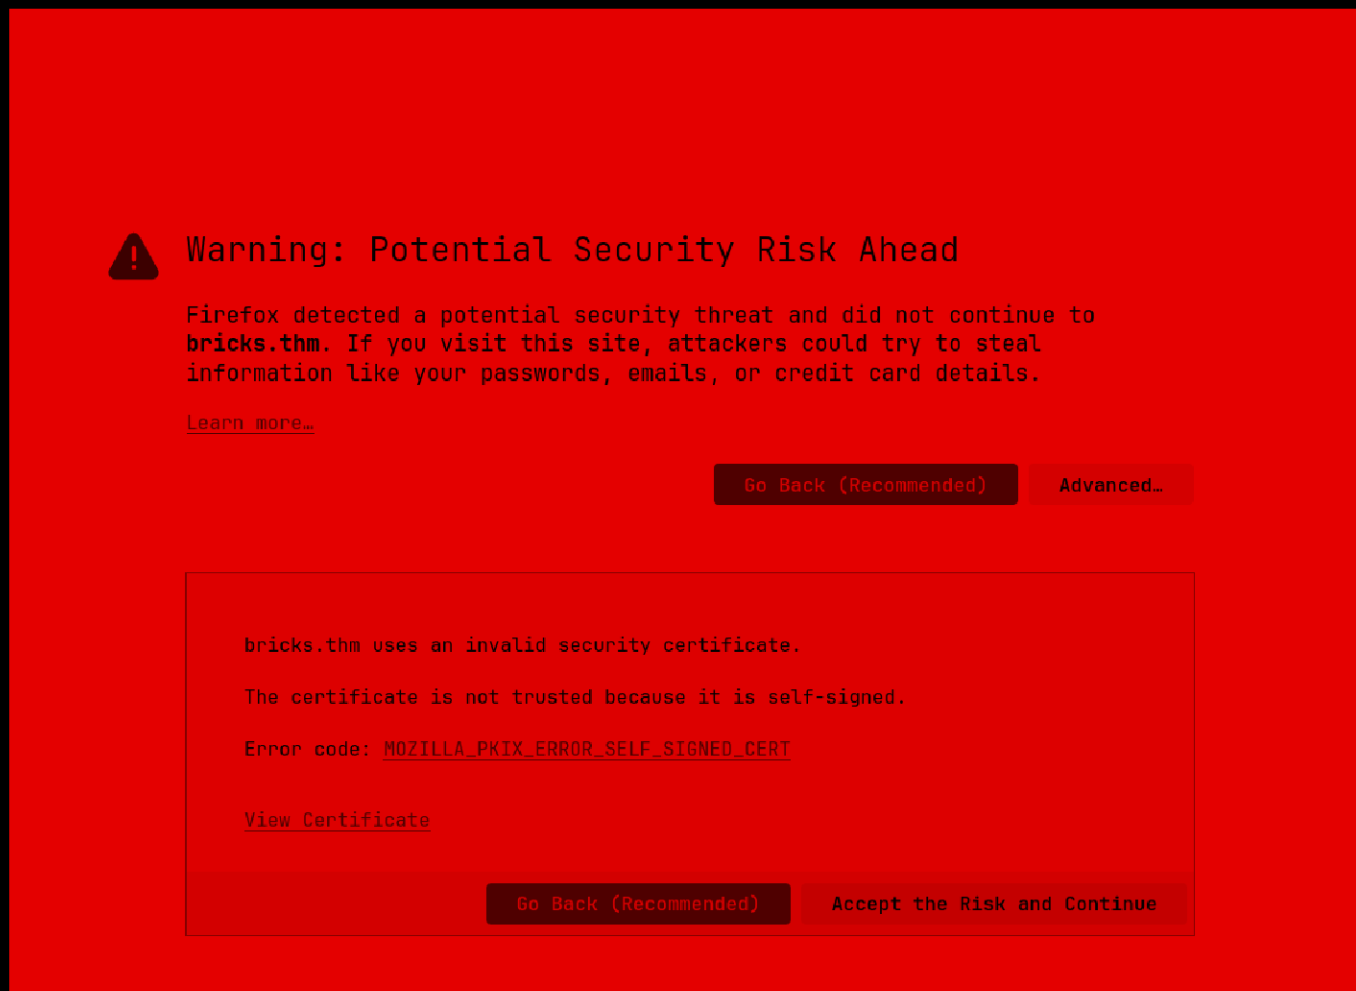 Warning: Potential Security Risk Ahead
Firefox detected a potential security threat and did not continue to
bricks.thm. If you visit this site, attackers could try to steal
information like your passwords, emails, or credit card details.
Learn more…
Go Back (Recommended)
Advanced…
bricks.thm uses an invalid security certificate.
The certificate is not trusted because it is self-signed.
Error code: MOZILLA_PKIX_ERROR_SELF_SIGNED_CERT
View Certificate
Go Back (Recommended)
Accept the Risk and Continue